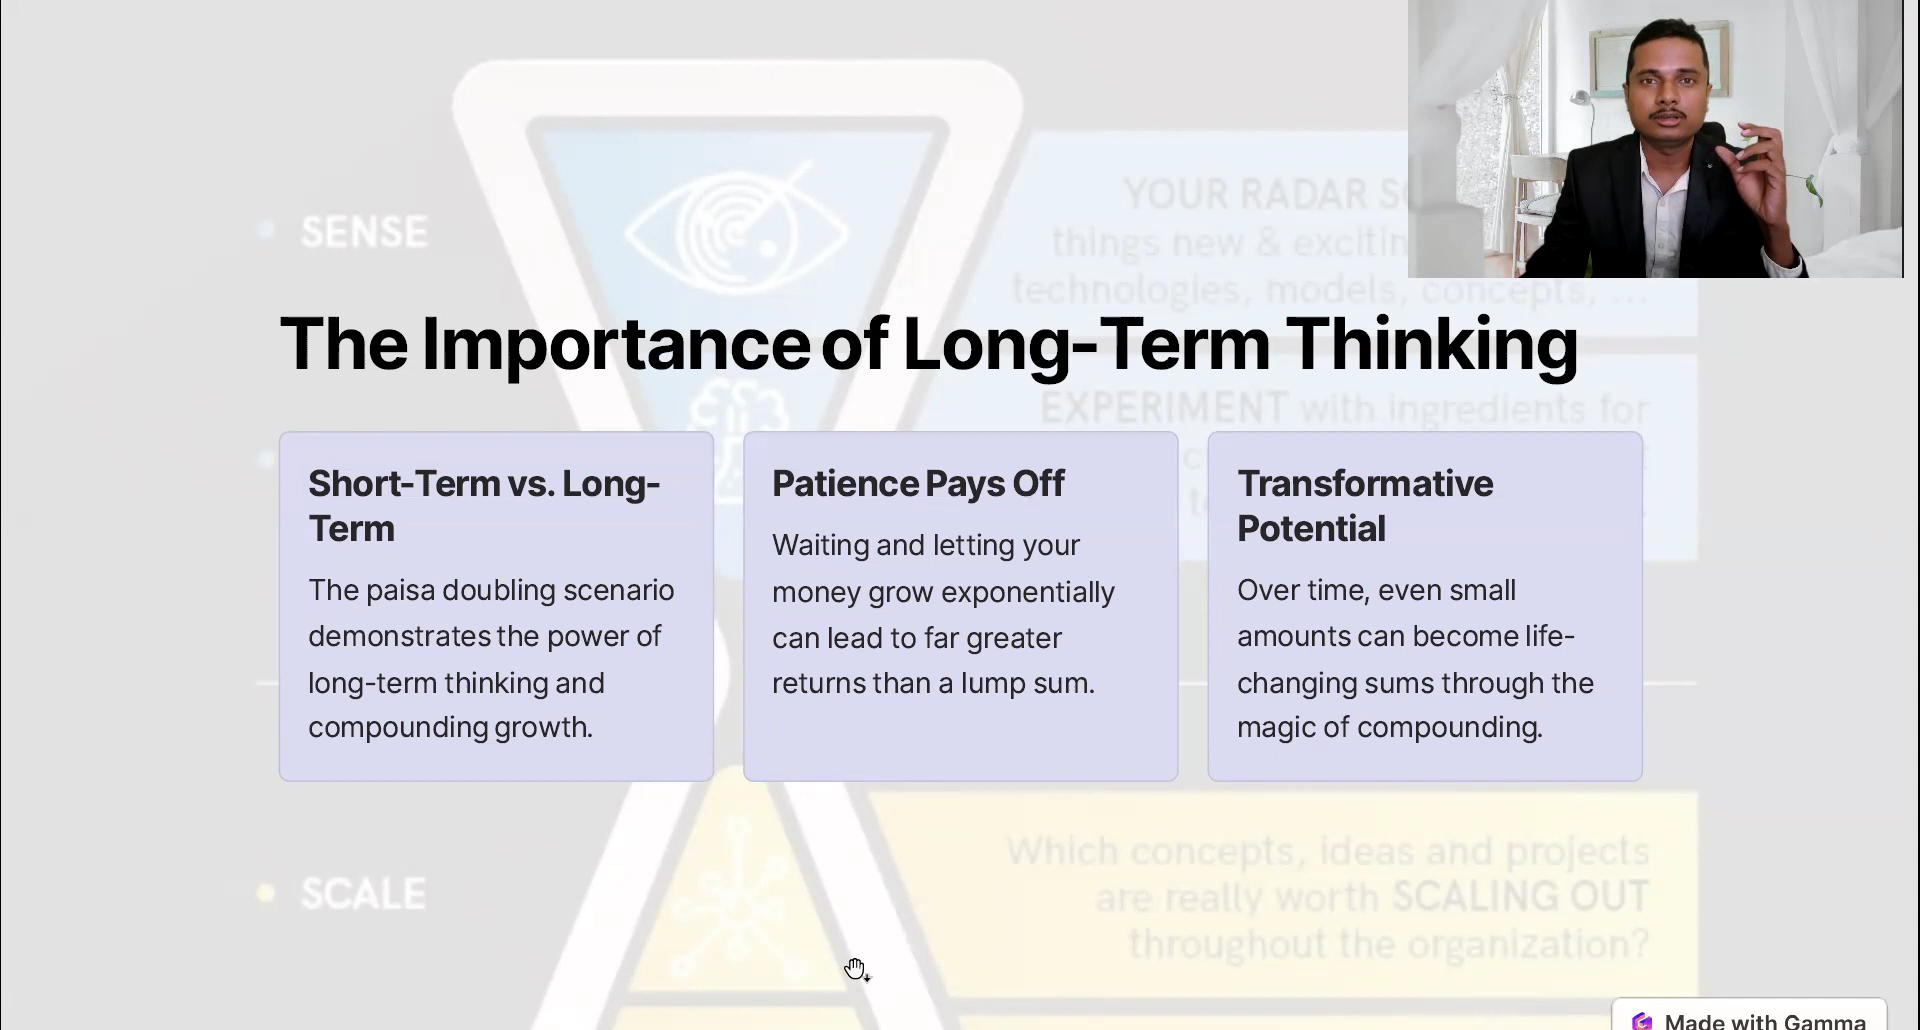 SENSE
YOUR RADAR
things new &
technologies, models, concepts, ...
The Importance of Long-Term Thinking
EXPERIMENT with ingredients for
Short-Term vs. Long-
Term
The paisa doubling scenario
demonstrates the power of
long-term thinking and
compounding growth.
Patience Pays Off
Waiting and letting your
money grow exponentially
can lead to far greater
returns than a lump sum.
Transformative
Potential
Over time, even small
amounts can become life-
changing sums through the
magic of compounding.
SCALE
Which concepts, ideas and projects
are really worth SCALING OUT
throughout the organization?
Made with Gamma